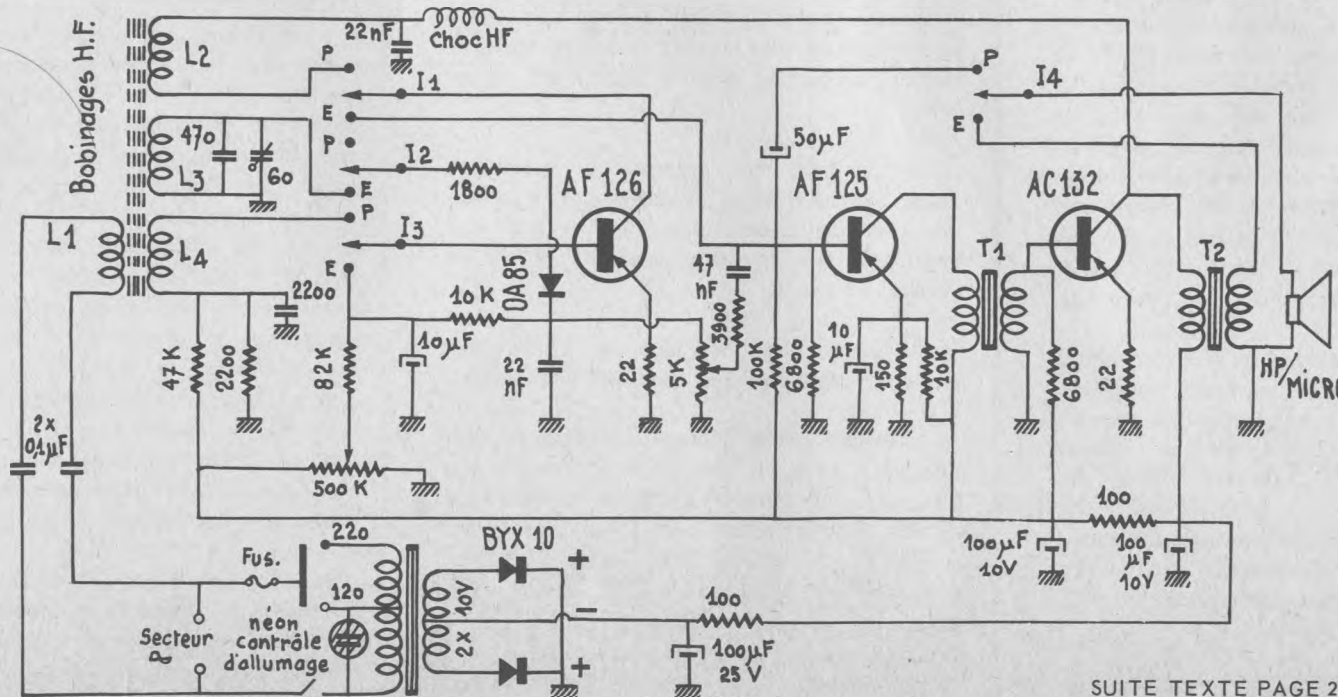 Bobinages H.F.
L2
22nF
Choc HF
P
I1
E
470
60
L3
P
I2
1800
E
P
L1
L4
I3
E
2200
AF 126
OA85
10K
10µF
47K
2200
82K
22
nF
22
5K
47
nF
3900
50µF
100K
6800
AF 125
10
µF
150
10K
T1
AC132
6800
22
T2
P
I4
E
HP/
MICRO
2x
0,1µF
500 K
Fus.
220
120
Secteur
néon
contrôle
d'allumage
BYX 10
+
-
+
2x 10V
100
100µF
25 V
100µF
10V
100
100
µF
10V
SUITE TEXTE PAGE 2